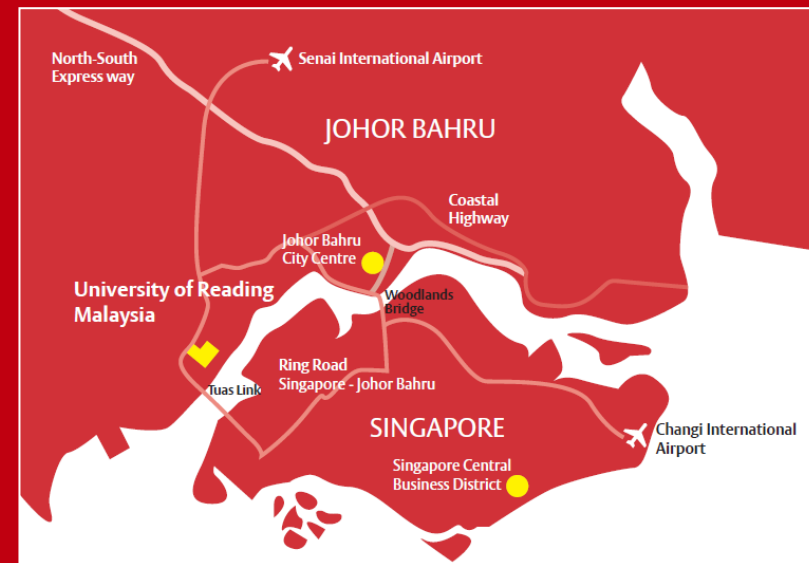 North-South
Express way
Senai International Airport
JOHOR BAHRU
Coastal
Highway
Johor Bahru
City Centre
University of Reading
Malaysia
Woodlands
Bridge
Ring Road
Singapore - Johor Bahru
Tuas Link
SINGAPORE
Changi International
Airport
Singapore Central
Business District